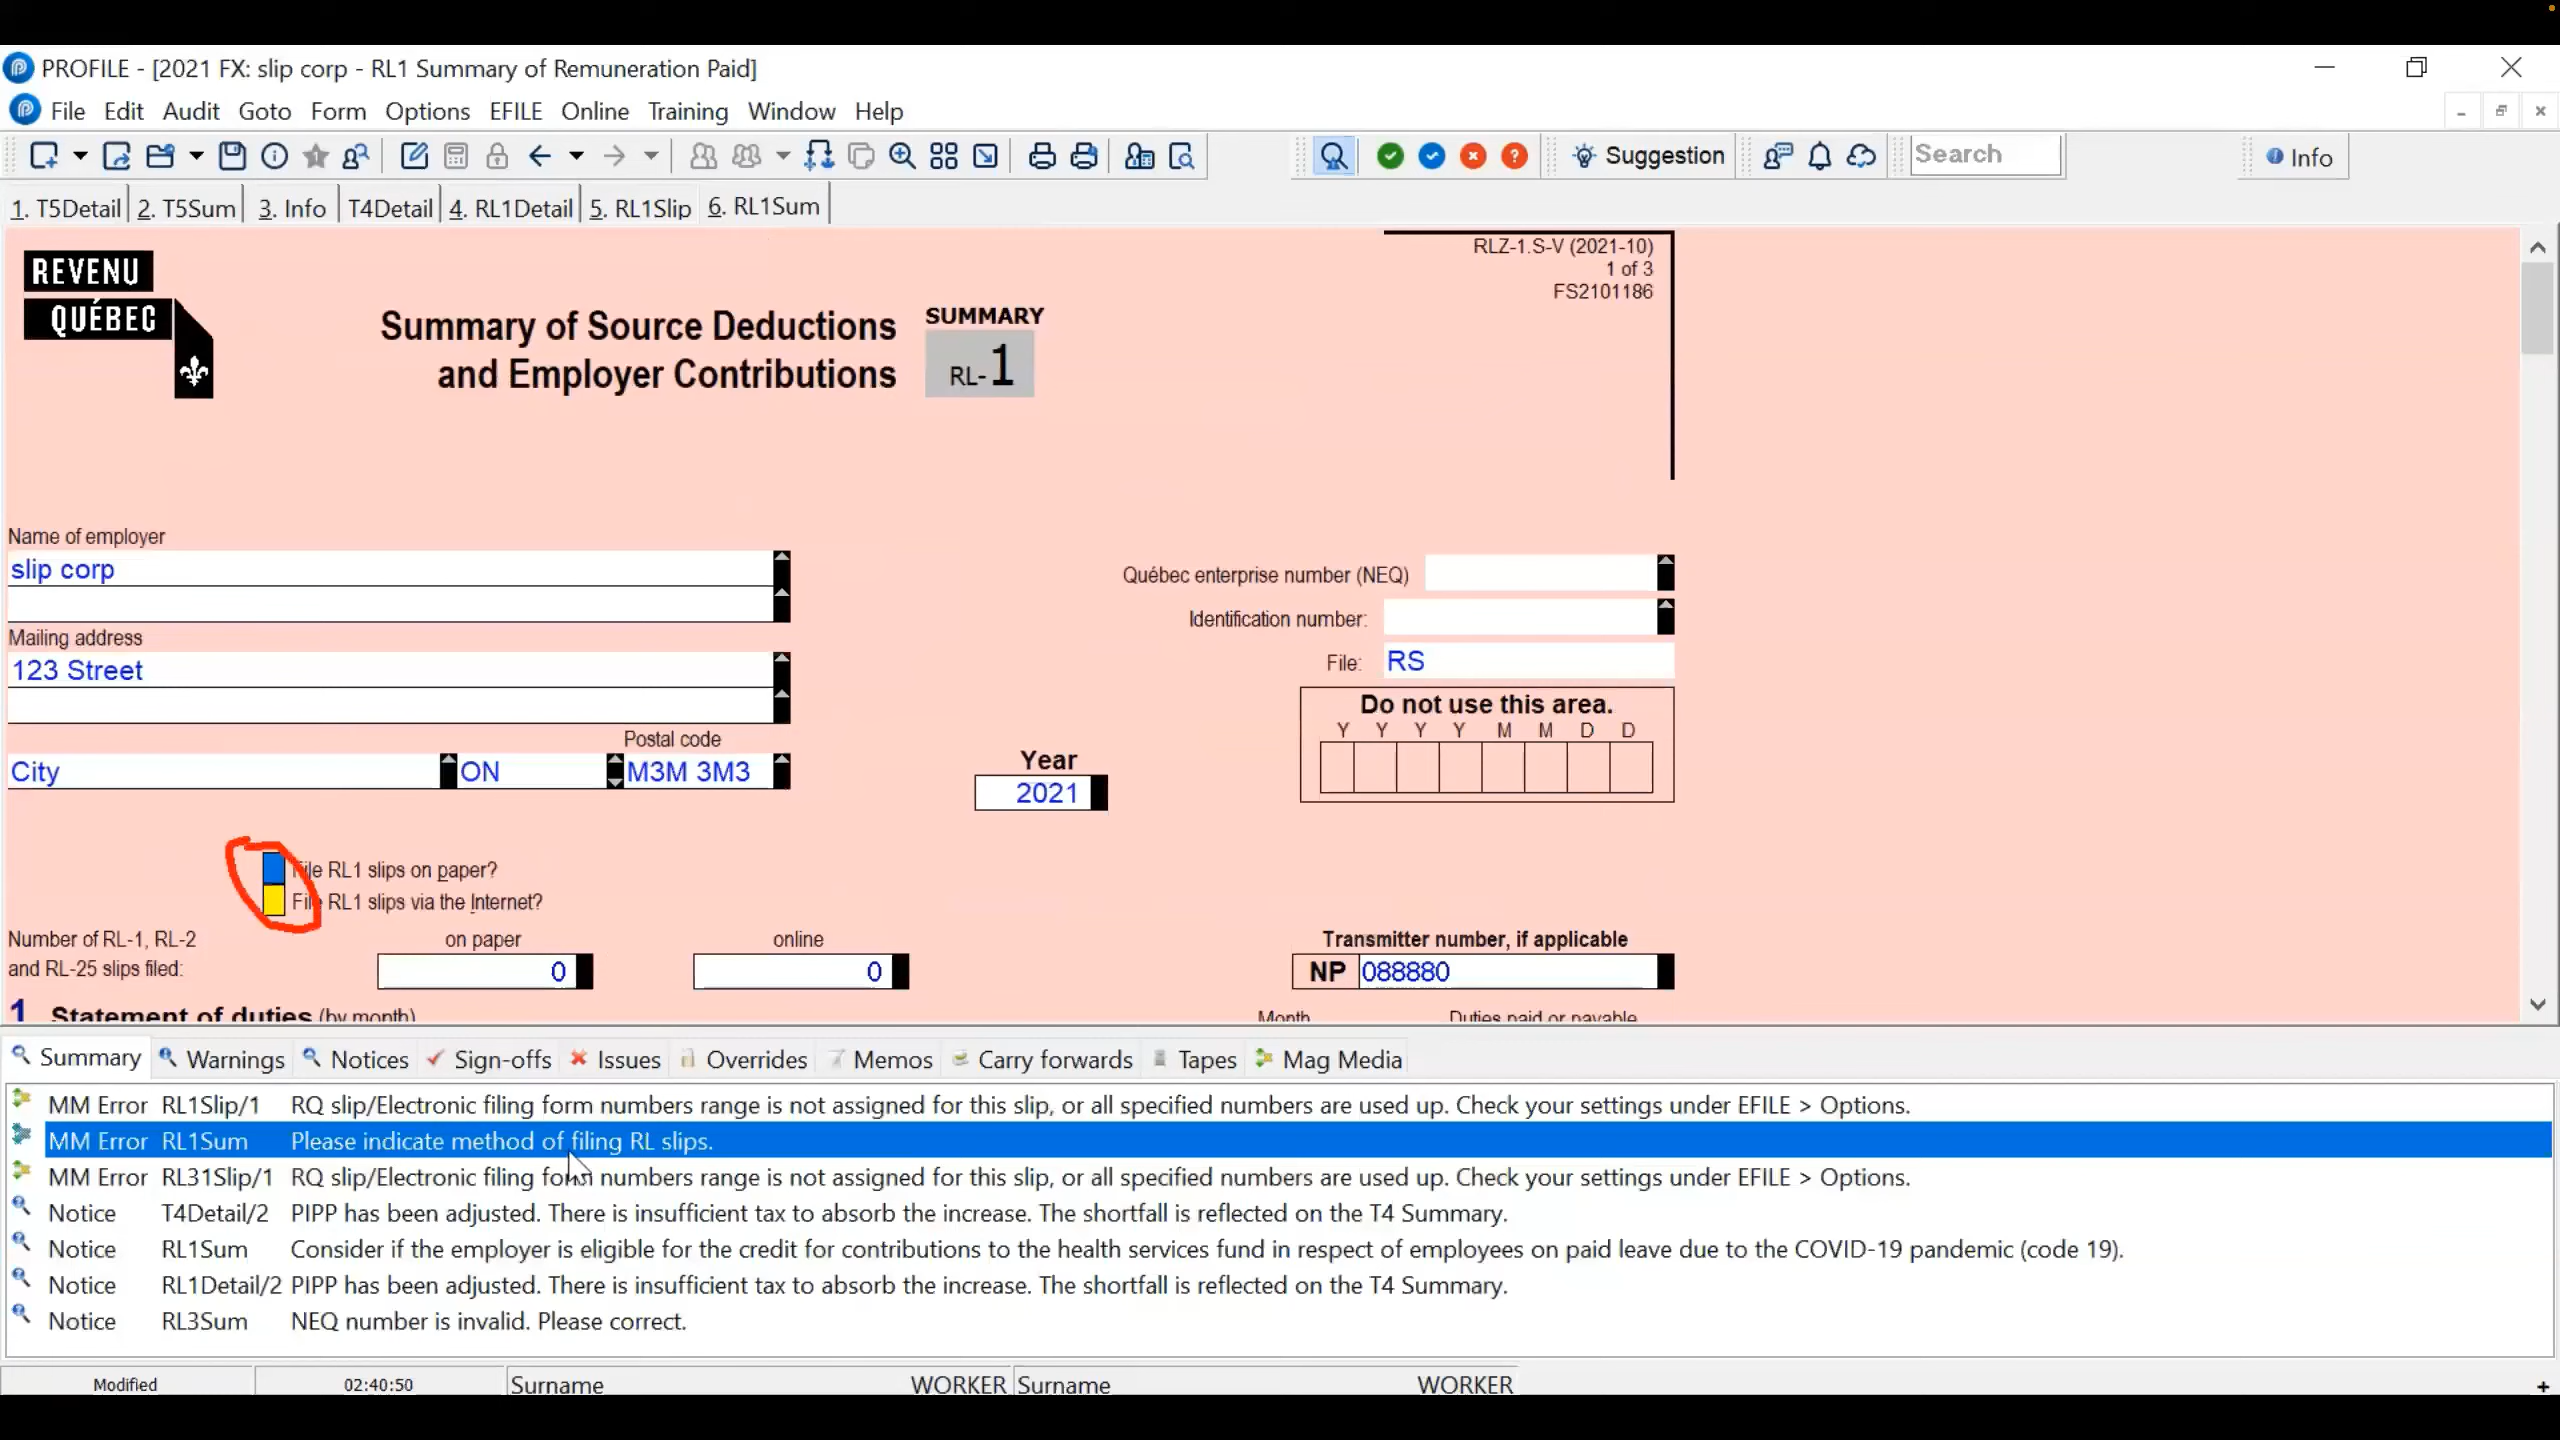 PROFILE - [2021 FX: slip corp - RL1 Summary of Remuneration Paid]
File Edit Audit Goto Form Options EFILE Online Training Window Help
Suggestion Search Info
1. T5Detail 2. T5Sum 3. Info T4Detail 4. RL1Detail 5. RL1Slip 6. RL1Sum
REVENU
QUÉBEC
Summary of Source Deductions
and Employer Contributions
SUMMARY
RL-1
RLZ-1.S-V (2021-10)
1 of 3
FS2101186
Name of employer
slip corp
Québec enterprise number (NEQ)
Identification number:
Mailing address
123 Street
File: RS
Do not use this area.
Y Y Y Y M M D D
Postal code
City ON M3M 3M3
Year
2021
File RL1 slips on paper?
File RL1 slips via the Internet?
Number of RL-1, RL-2
and RL-25 slips filed:
on paper
0
online
0
Transmitter number, if applicable
NP 088880
1 Statement of duties (by month)
Month Duties paid or payable
Summary Warnings Notices Sign-offs Issues Overrides Memos Carry forwards Tapes Mag Media
MM Error RL1Slip/1 RQ slip/Electronic filing form numbers range is not assigned for this slip, or all specified numbers are used up. Check your settings under EFILE > Options.
MM Error RL1Sum Please indicate method of filing RL slips.
MM Error RL31Slip/1 RQ slip/Electronic filing form numbers range is not assigned for this slip, or all specified numbers are used up. Check your settings under EFILE > Options.
Notice T4Detail/2 PIPP has been adjusted. There is insufficient tax to absorb the increase. The shortfall is reflected on the T4 Summary.
Notice RL1Sum Consider if the employer is eligible for the credit for contributions to the health services fund in respect of employees on paid leave due to the COVID-19 pandemic (code 19).
Notice RL1Detail/2 PIPP has been adjusted. There is insufficient tax to absorb the increase. The shortfall is reflected on the T4 Summary.
Notice RL3Sum NEQ number is invalid. Please correct.
Modified 02:40:50 Surname WORKER Surname WORKER